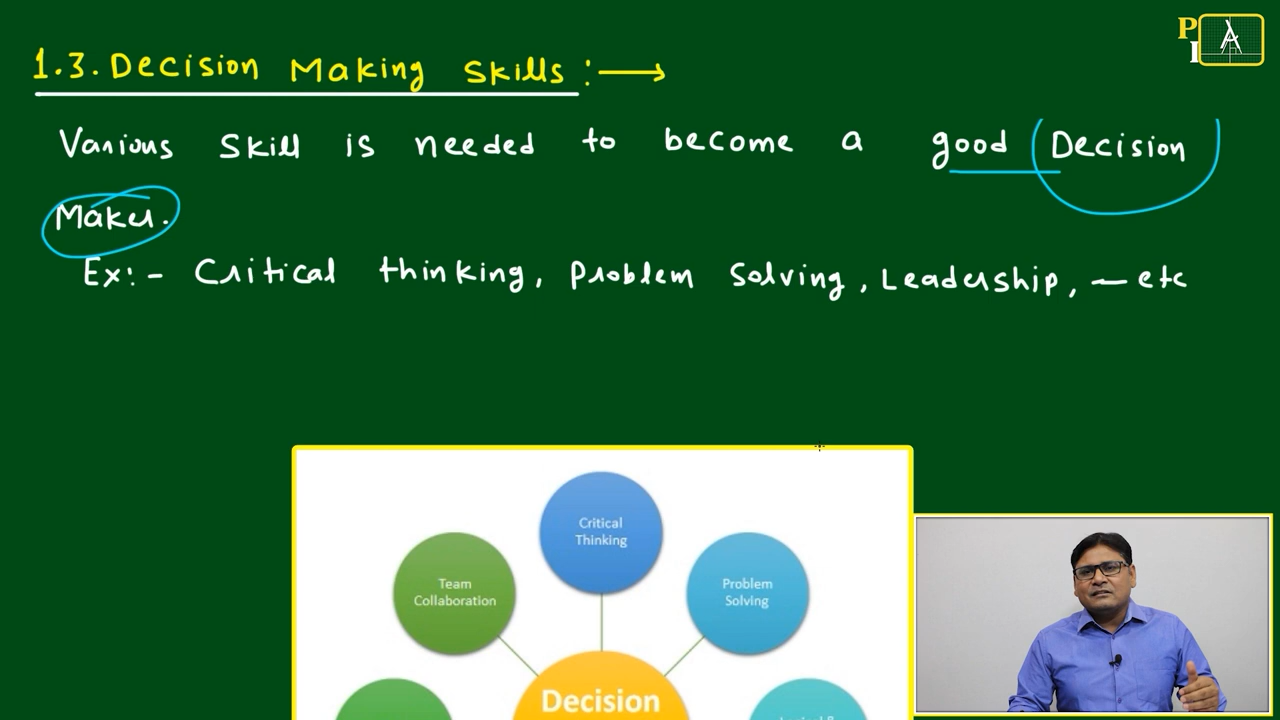 P
I
A
1.3. Decision Making Skills :→
Various Skill is needed to become a good Decision
Maker.
Ex:- Critical thinking, Problem Solving, Leadership, — etc
Critical
Thinking
Team
Collaboration
Problem
Solving
Decision